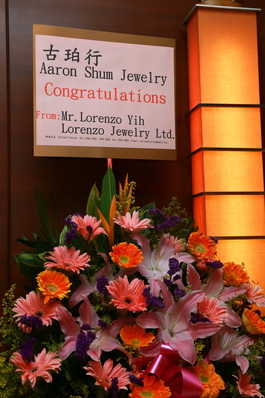 古珀行
Aaron Shum Jewelry
Congratulations
From:Mr.Lorenzo Yih
Lorenzo Jewelry Ltd.